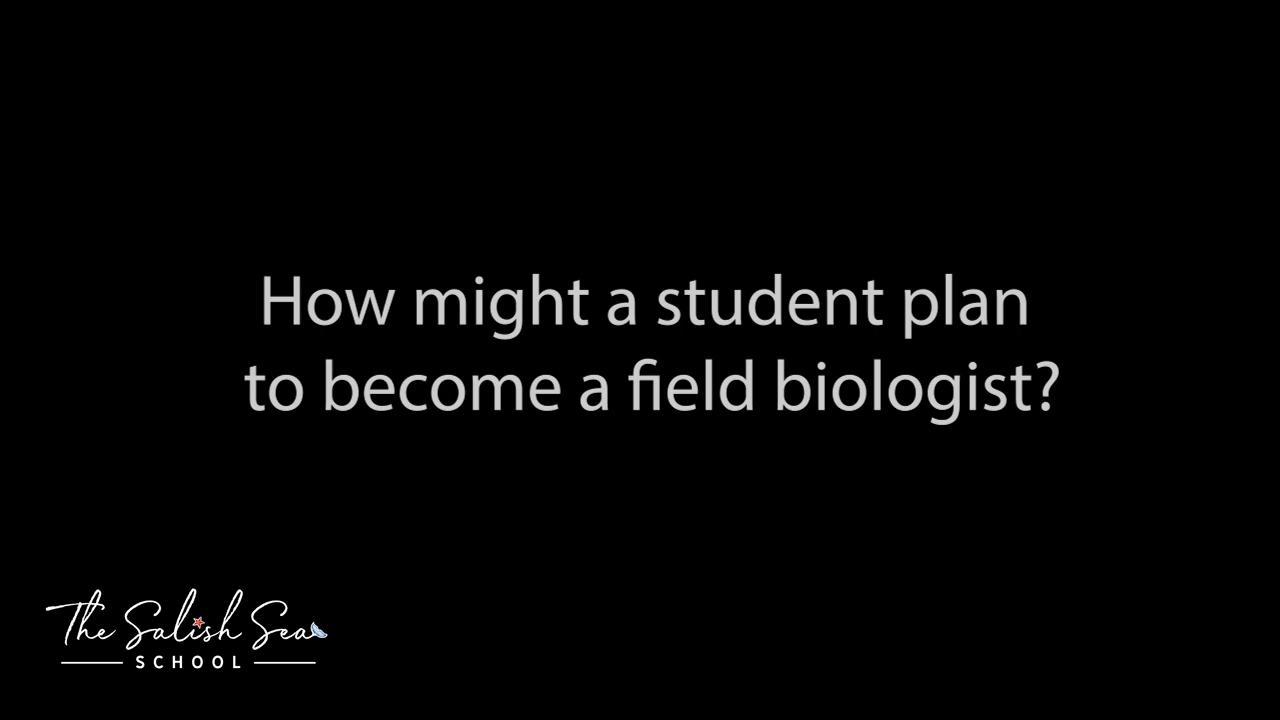 How might a student plan
to become a field biologist?
The Salish Sea
SCHOOL